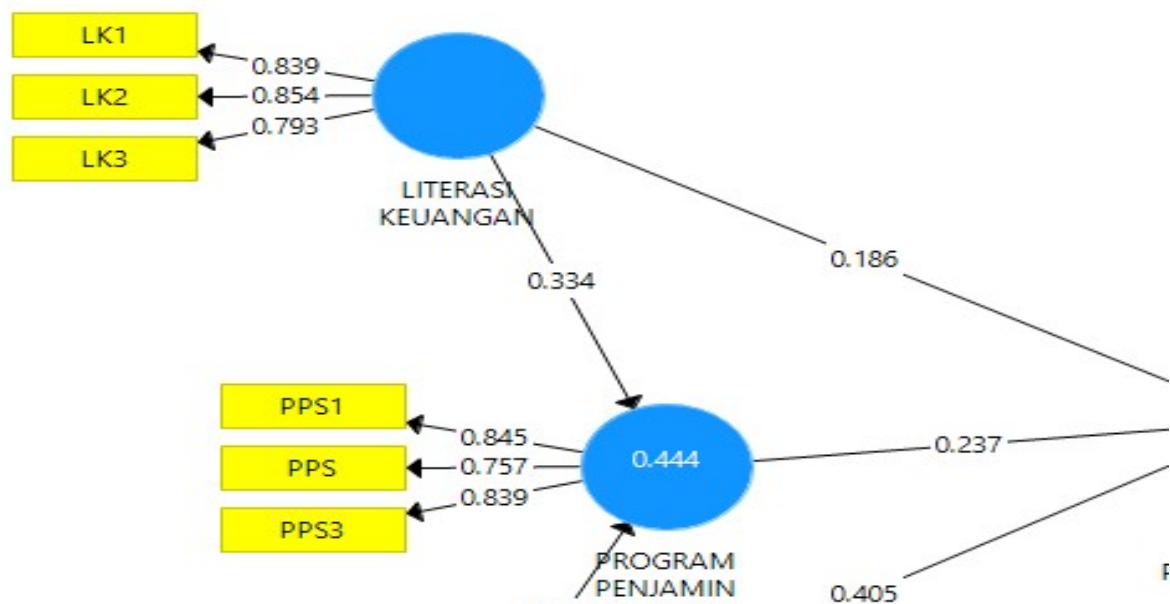 LK1
0.839
LK2
0.854
LK3
0.793
LITERASI
KEUANGAN
0.186
0.334
PPS1
0.845
PPS
0.757
PPS3
0.839
0.444
0.237
PROGRAM
PENJAMIN
0.405